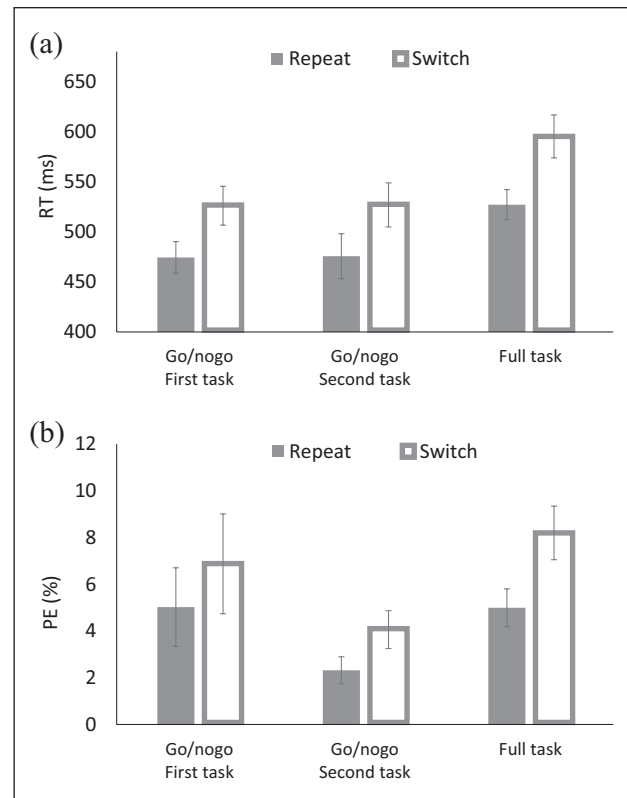 (a)
Repeat Switch
650
600
550
500
450
400
RT (ms)
Go/nogo Go/nogo Full task
First task Second task
(b)
Repeat Switch
12
10
8
6
4
2
0
PE (%)
Go/nogo Go/nogo Full task
First task Second task